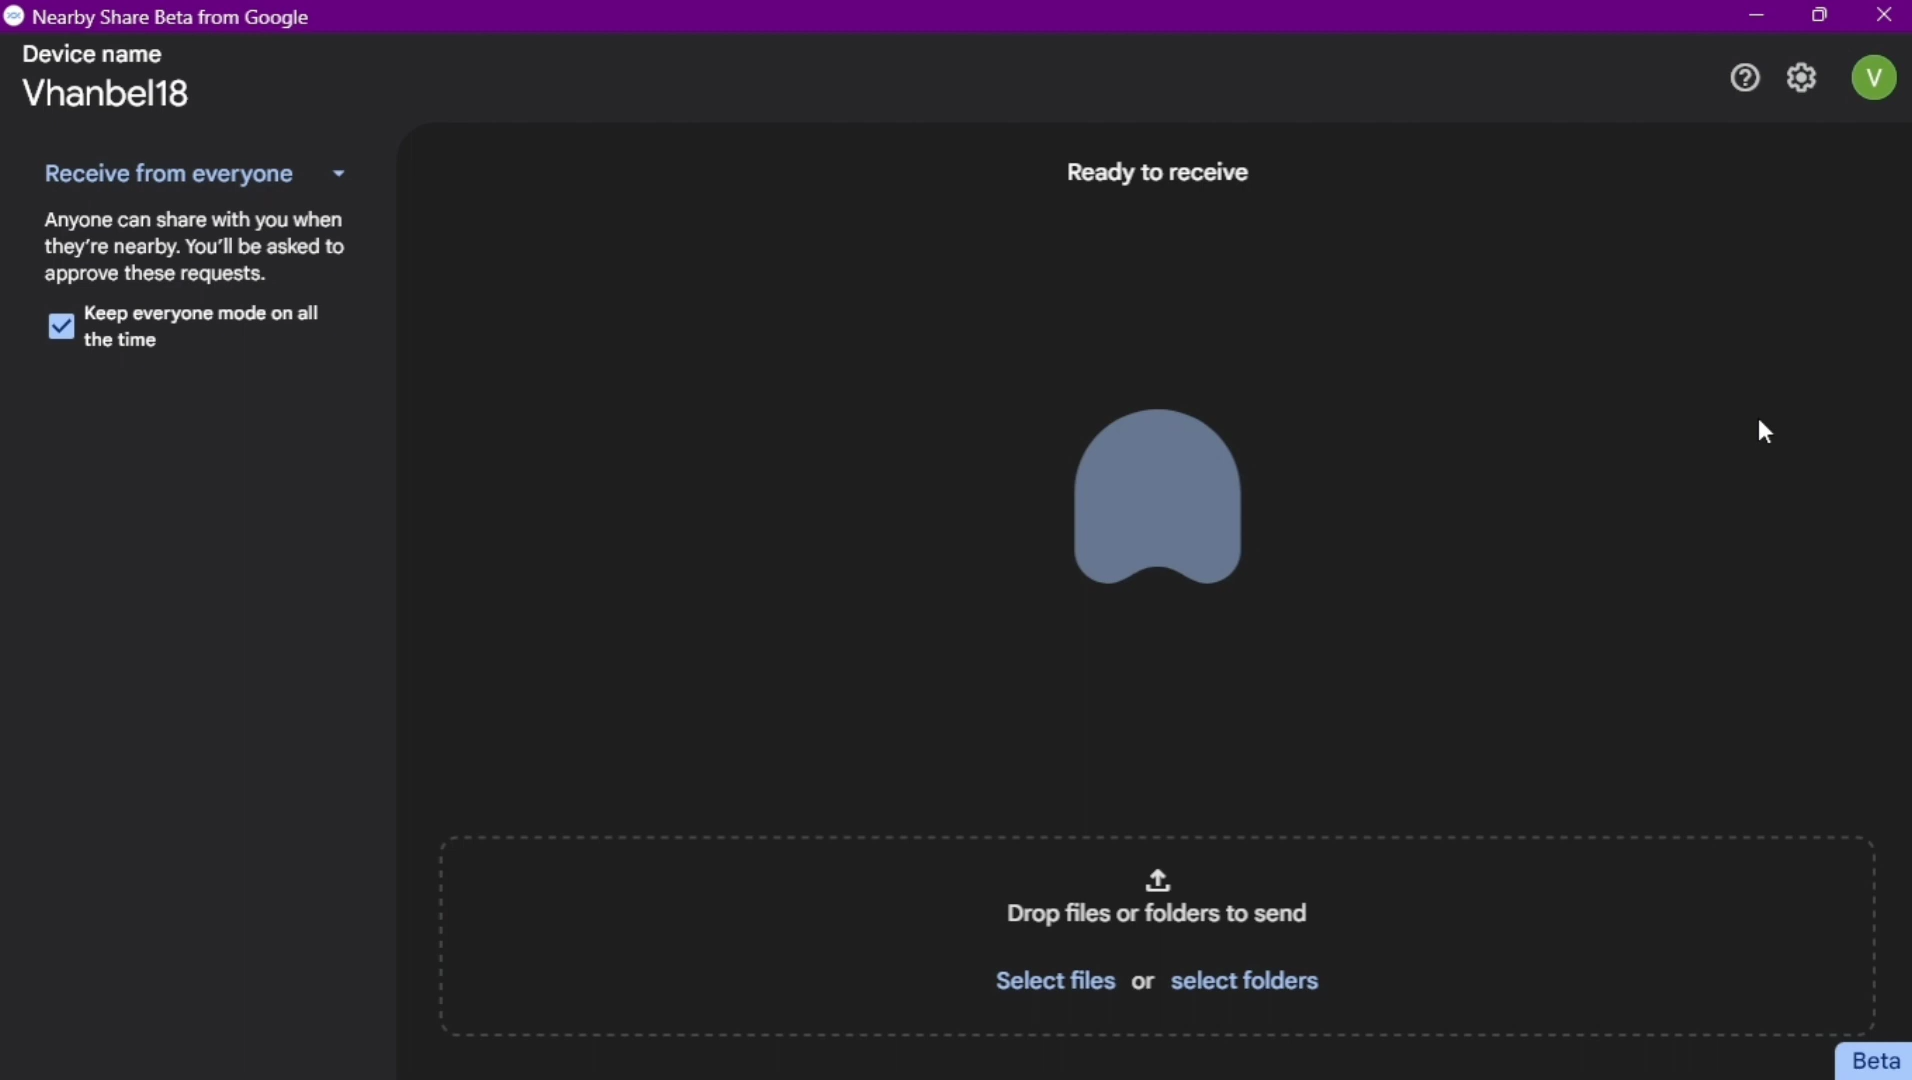 Nearby Share Beta from Google
Device name
Vhanbel18
V
Receive from everyone
Anyone can share with you when
they're nearby. You'll be asked to
approve these requests.
Keep everyone mode on all
the time
Ready to receive
Drop files or folders to send
Select files or select folders
Beta